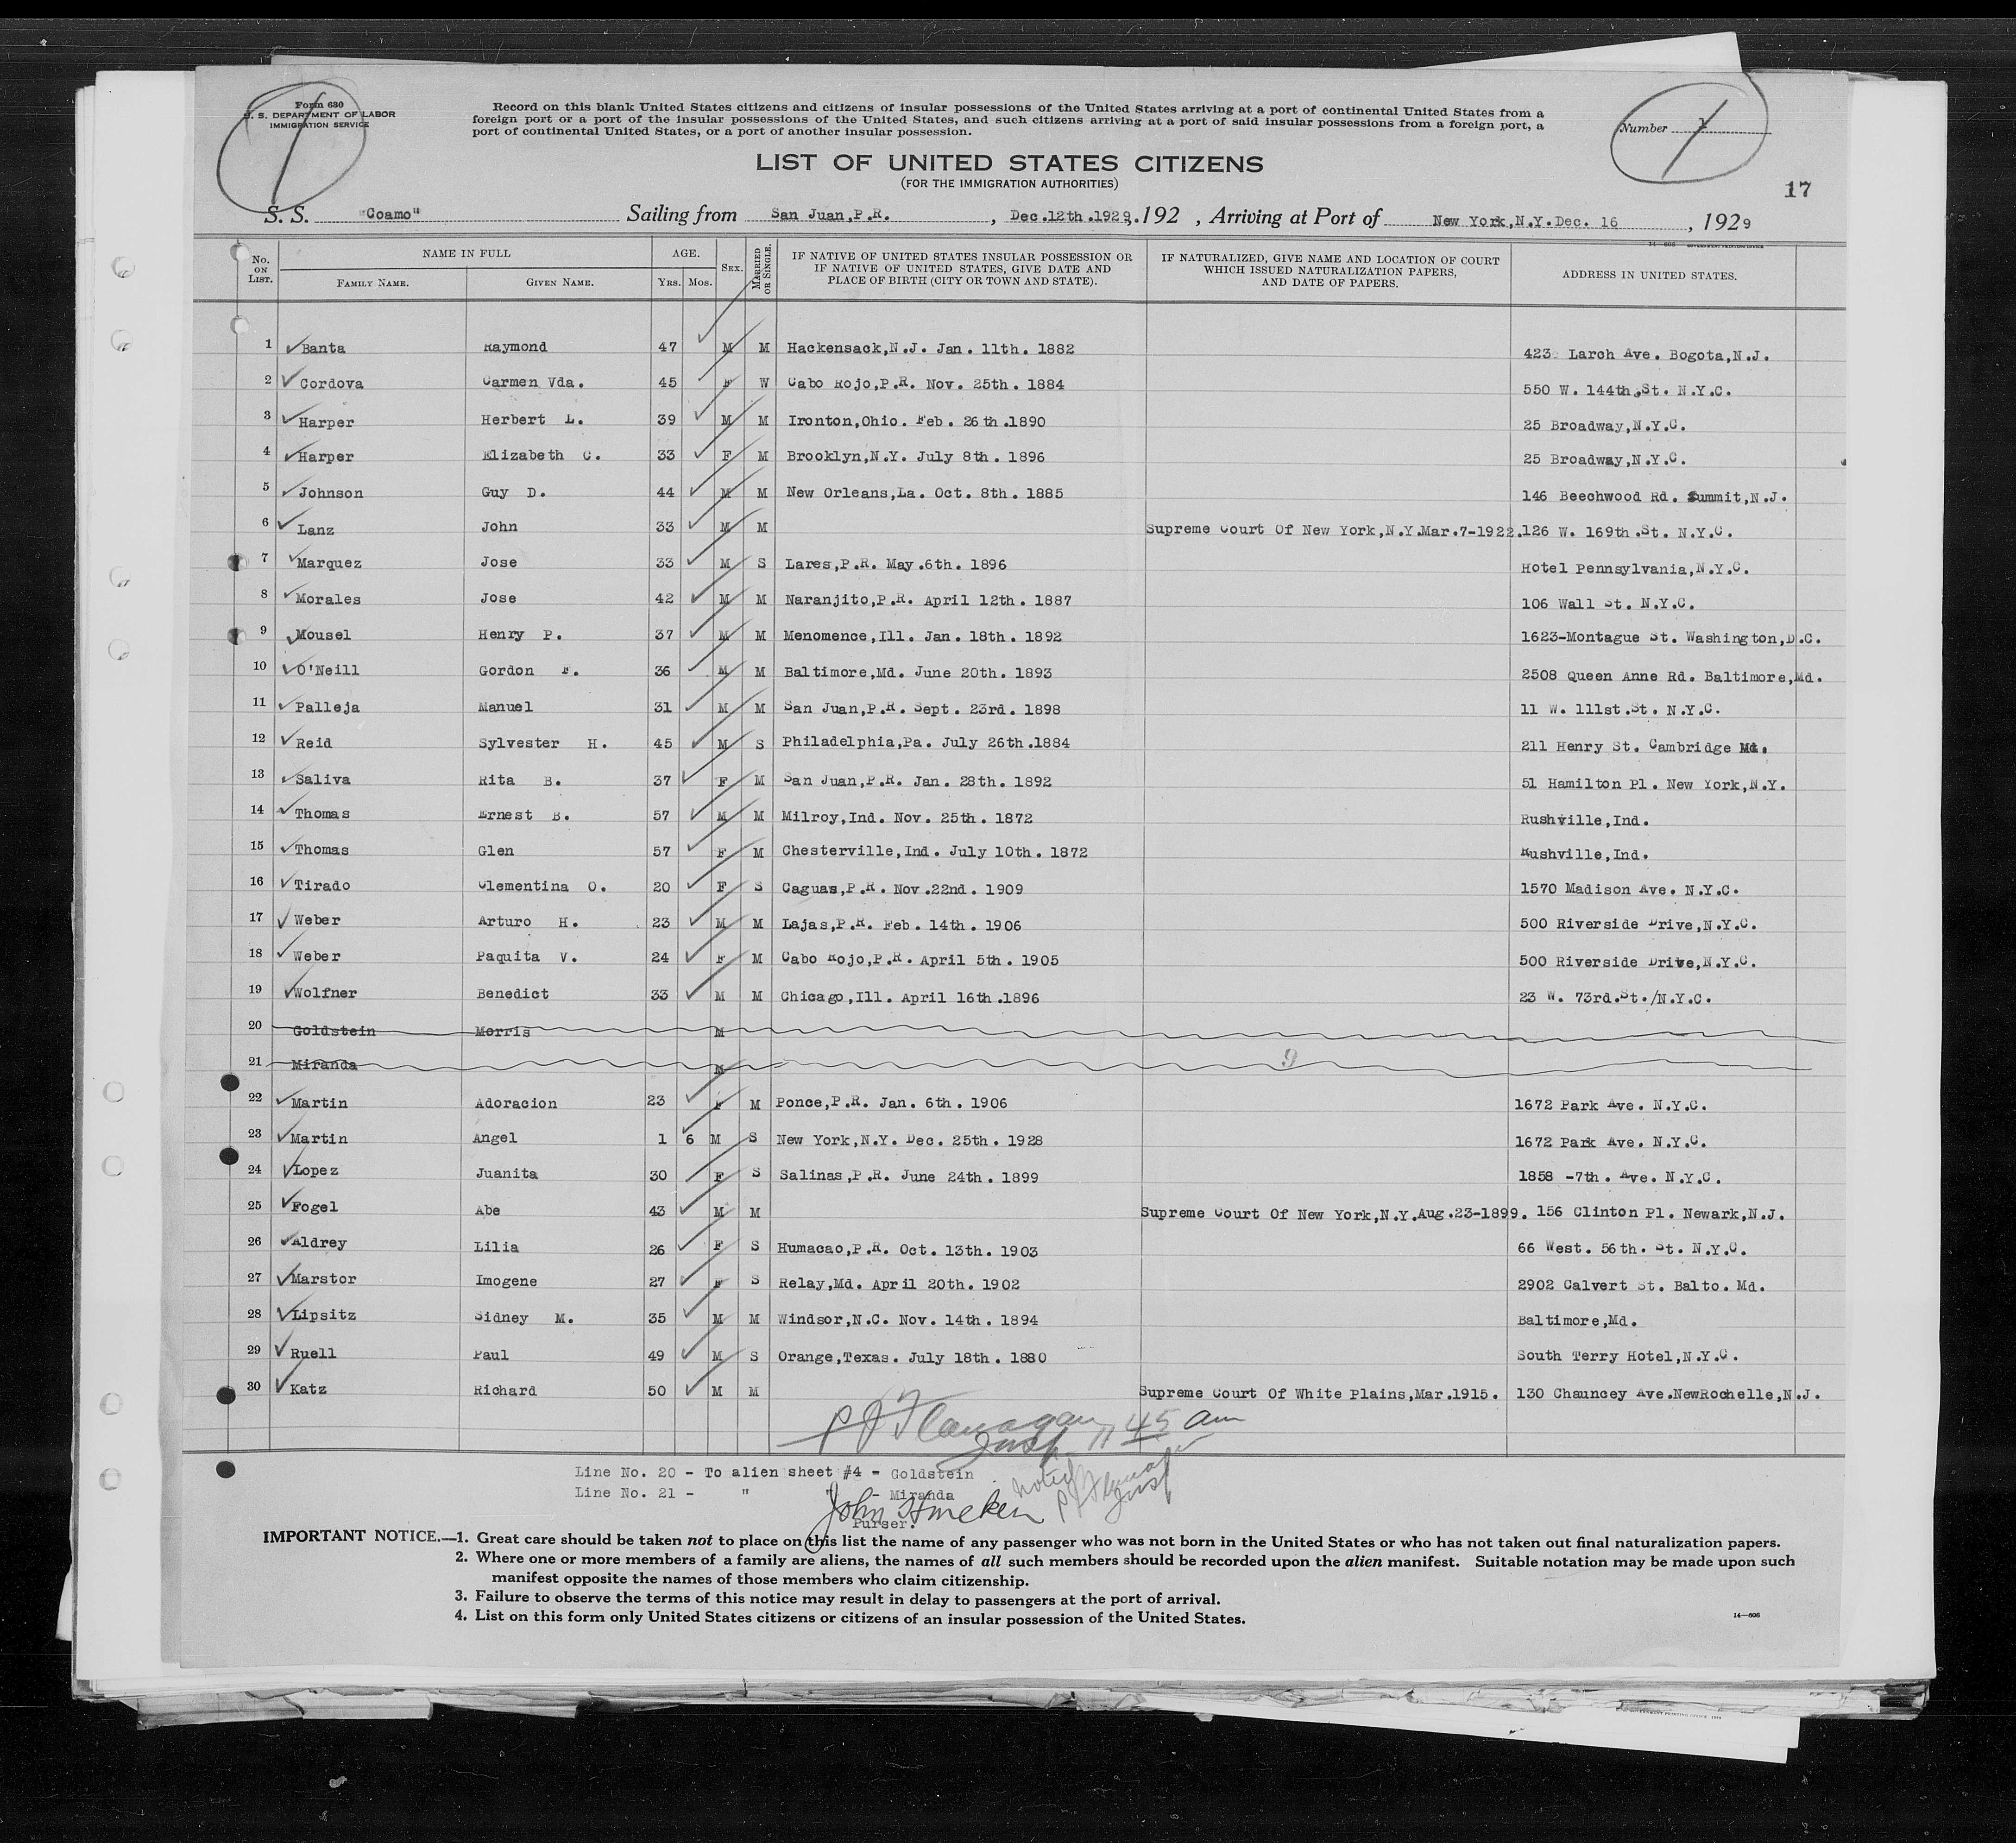 Form 630
U. S. DEPARTMENT OF LABOR
IMMIGRATION SERVICE
Record on this blank United States citizens and citizens of insular possessions of the United States arriving at a port of continental United States from a
foreign port or a port of the insular possessions of the United States, and such citizens arriving at a port of said insular possessions from a foreign port, a
port of continental United States, or a port of another insular possession.
Number 1
LIST OF UNITED STATES CITIZENS
(FOR THE IMMIGRATION AUTHORITIES)
17
S. S. "Coamo" Sailing from San Juan,P.R. , Dec.12th.1929, 192 , Arriving at Port of New York,N.Y.Dec. 16 , 1929
No. ON LIST. NAME IN FULL FAMILY NAME. GIVEN NAME. AGE. YRS. MOS. SEX. MARRIED OR SINGLE. IF NATIVE OF UNITED STATES INSULAR POSSESSION OR IF NATIVE OF UNITED STATES, GIVE DATE AND PLACE OF BIRTH (CITY OR TOWN AND STATE). IF NATURALIZED, GIVE NAME AND LOCATION OF COURT WHICH ISSUED NATURALIZATION PAPERS, AND DATE OF PAPERS. ADDRESS IN UNITED STATES.
1 Banta Raymond 47 M M Hackensack,N.J. Jan. 11th. 1882 423 Larch Ave. Bogota,N.J.
2 Cordova Carmen Vda. 45 F W Cabo Rojo,P.R. Nov. 25th. 1884 550 W. 144th.St. N.Y.C.
3 Harper Herbert L. 39 M M Ironton,Ohio. Feb. 26th.1890 25 Broadway,N.Y.C.
4 Harper Elizabeth C. 33 F M Brooklyn,N.Y. July 8th. 1896 25 Broadway,N.Y.C.
5 Johnson Guy D. 44 M M New Orleans,La. Oct. 8th. 1885 146 Beechwood Rd. Summit,N.J.
6 Lanz John 33 M M Supreme Court Of New York,N.Y.Mar.7-1922. 126 W. 169th.St. N.Y.C.
7 Marquez Jose 33 M S Lares,P.R. May.6th. 1896 Hotel Pennsylvania,N.Y.C.
8 Morales Jose 42 M M Naranjito,P.R. April 12th. 1887 106 Wall St. N.Y.C.
9 Mousel Henry P. 37 M M Menomence,Ill. Jan. 18th. 1892 1623-Montague St. Washington,D.C.
10 O'Neill Gordon F. 36 M M Baltimore,Md. June 20th. 1893 2508 Queen Anne Rd. Baltimore,Md.
11 Palleja Manuel 31 M M San Juan,P.R. Sept. 23rd. 1898 11 W. 111st.St. N.Y.C.
12 Reid Sylvester H. 45 M S Philadelphia,Pa. July 26th.1884 211 Henry St. Cambridge Md.
13 Saliva Rita B. 37 F M San Juan,P.R. Jan. 28th. 1892 51 Hamilton Pl. New York,N.Y.
14 Thomas Ernest B. 57 M M Milroy,Ind. Nov. 25th. 1872 Rushville,Ind.
15 Thomas Glen 57 F M Chesterville,Ind. July 10th. 1872 Rushville,Ind.
16 Tirado Clementina O. 20 F S Caguas,P.R. Nov.22nd. 1909 1570 Madison Ave. N.Y.C.
17 Weber Arturo H. 23 M M Lajas,P.R. Feb. 14th. 1906 500 Riverside Drive,N.Y.C.
18 Weber Paquita V. 24 F M Cabo Rojo,P.R. April 5th. 1905 500 Riverside Drive,N.Y.C.
19 Wolfner Benedict 33 M M Chicago,Ill. April 16th.1896 23 W. 73rd.St./N.Y.C.
20 Goldstein Morris M
21 Miranda M
22 Martin Adoracion 23 F M Ponce,P.R. Jan. 6th. 1906 1672 Park Ave. N.Y.C.
23 Martin Angel 1 6 M S New York,N.Y. Dec. 25th. 1928 1672 Park Ave. N.Y.C.
24 Lopez Juanita 30 F S Salinas,P.R. June 24th. 1899 1858 -7th. Ave. N.Y.C.
25 Fogel Abe 43 M M Supreme Court Of New York,N.Y.Aug.23-1899. 156 Clinton Pl. Newark,N.J.
26 Aldrey Lilia 26 F S Humacao,P.R. Oct. 13th. 1903 66 West. 56th. St. N.Y.C.
27 Marstor Imogene 27 F S Relay,Md. April 20th. 1902 2902 Calvert St. Balto. Md.
28 Lipsitz Sidney M. 35 M M Windsor,N.C. Nov. 14th. 1894 Baltimore,Md.
29 Ruell Paul 49 M S Orange,Texas. July 18th. 1880 South Terry Hotel,N.Y.C.
30 Katz Richard 50 M M Supreme Court Of White Plains,Mar.1915. 130 Chauncey Ave.NewRochelle,N.J.
P J Flanagan 11 45 am
Insp
Line No. 20 - To alien sheet #4 - Goldstein
Line No. 21 - " " - Miranda
noted P J Flanagan Insp
John
Purser.
IMPORTANT NOTICE.—1. Great care should be taken not to place on this list the name of any passenger who was not born in the United States or who has not taken out final naturalization papers.
2. Where one or more members of a family are aliens, the names of all such members should be recorded upon the alien manifest. Suitable notation may be made upon such
manifest opposite the names of those members who claim citizenship.
3. Failure to observe the terms of this notice may result in delay to passengers at the port of arrival.
4. List on this form only United States citizens or citizens of an insular possession of the United States.
14—606